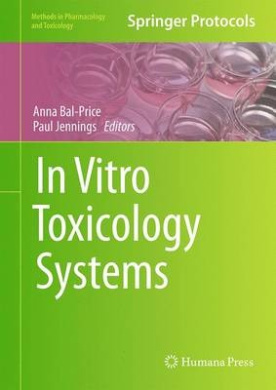 Methods in Pharmacology
and Toxicology
Springer Protocols
Anna Bal-Price
Paul Jennings Editors
In Vitro
Toxicology
Systems
Humana Press